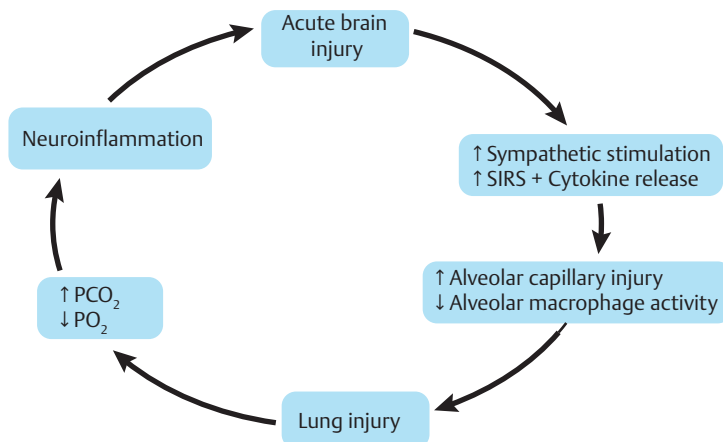 Acute brain
injury
↑ Sympathetic stimulation
↑ SIRS + Cytokine release
↑ Alveolar capillary injury
↓ Alveolar macrophage activity
Lung injury
↑ PCO₂
↓ PO₂
Neuroinflammation